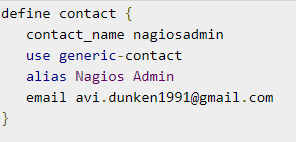 define contact {
contact_name nagiosadmin
use generic-contact
alias Nagios Admin
email avi.dunken1991@gmail.com
}